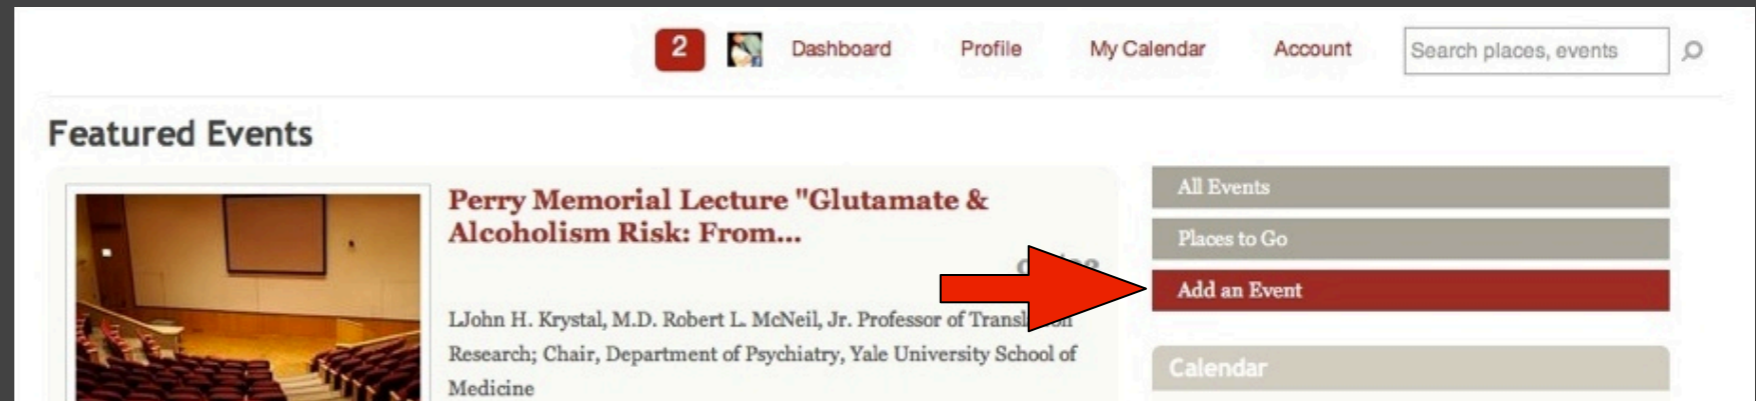 2 Dashboard Profile My Calendar Account Search places, events
Featured Events
Perry Memorial Lecture "Glutamate &
Alcoholism Risk: From...
LJohn H. Krystal, M.D. Robert L. McNeil, Jr. Professor of
Research; Chair, Department of Psychiatry, Yale University School of
Medicine
All Events
Places to Go
Add an Event
Calendar